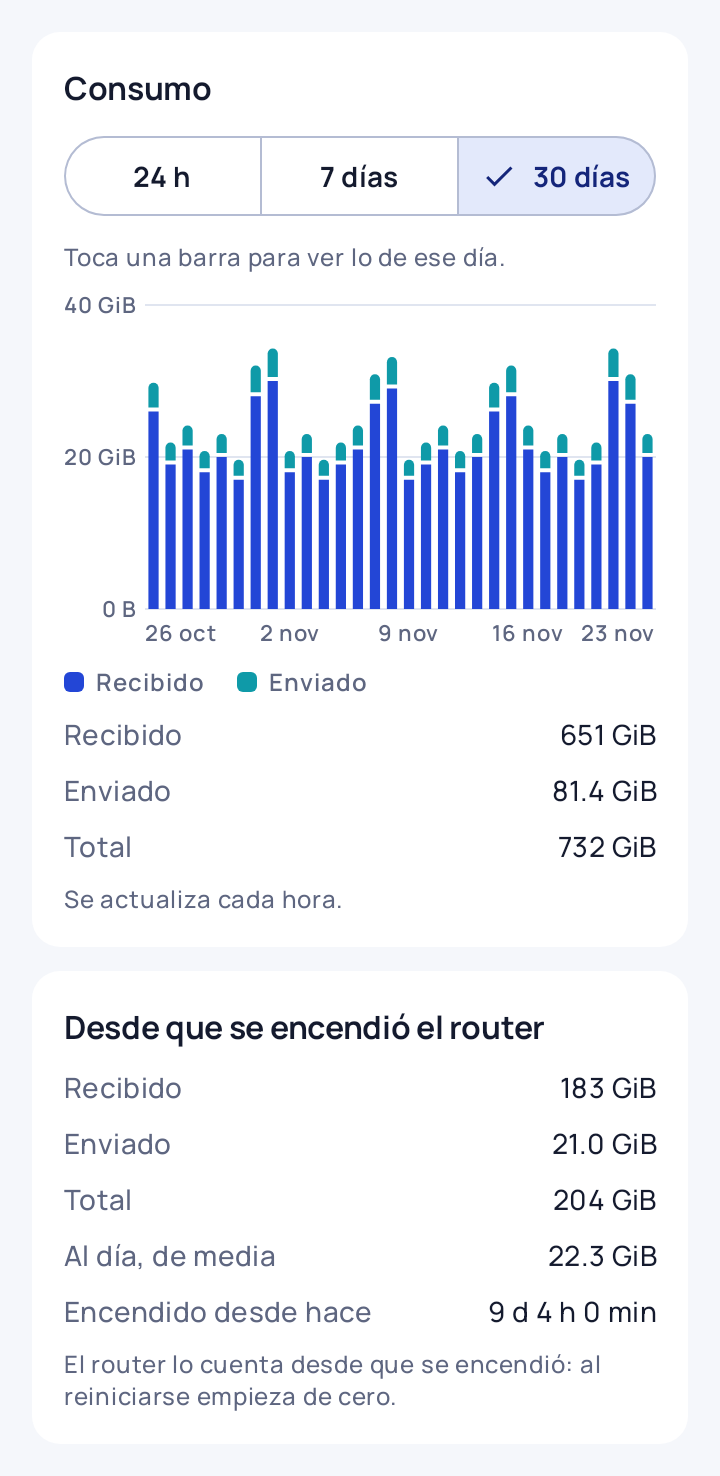 Consumo
24 h
7 días
30 días
Toca una barra para ver lo de ese día.
40 GiB
20 GiB
0 B
26 oct
2 nov
9 nov
16 nov
23 nov
Recibido
Enviado
Recibido 651 GiB
Enviado 81.4 GiB
Total 732 GiB
Se actualiza cada hora.
Desde que se encendió el router
Recibido 183 GiB
Enviado 21.0 GiB
Total 204 GiB
Al día, de media 22.3 GiB
Encendido desde hace 9 d 4 h 0 min
El router lo cuenta desde que se encendió: al
reiniciarse empieza de cero.